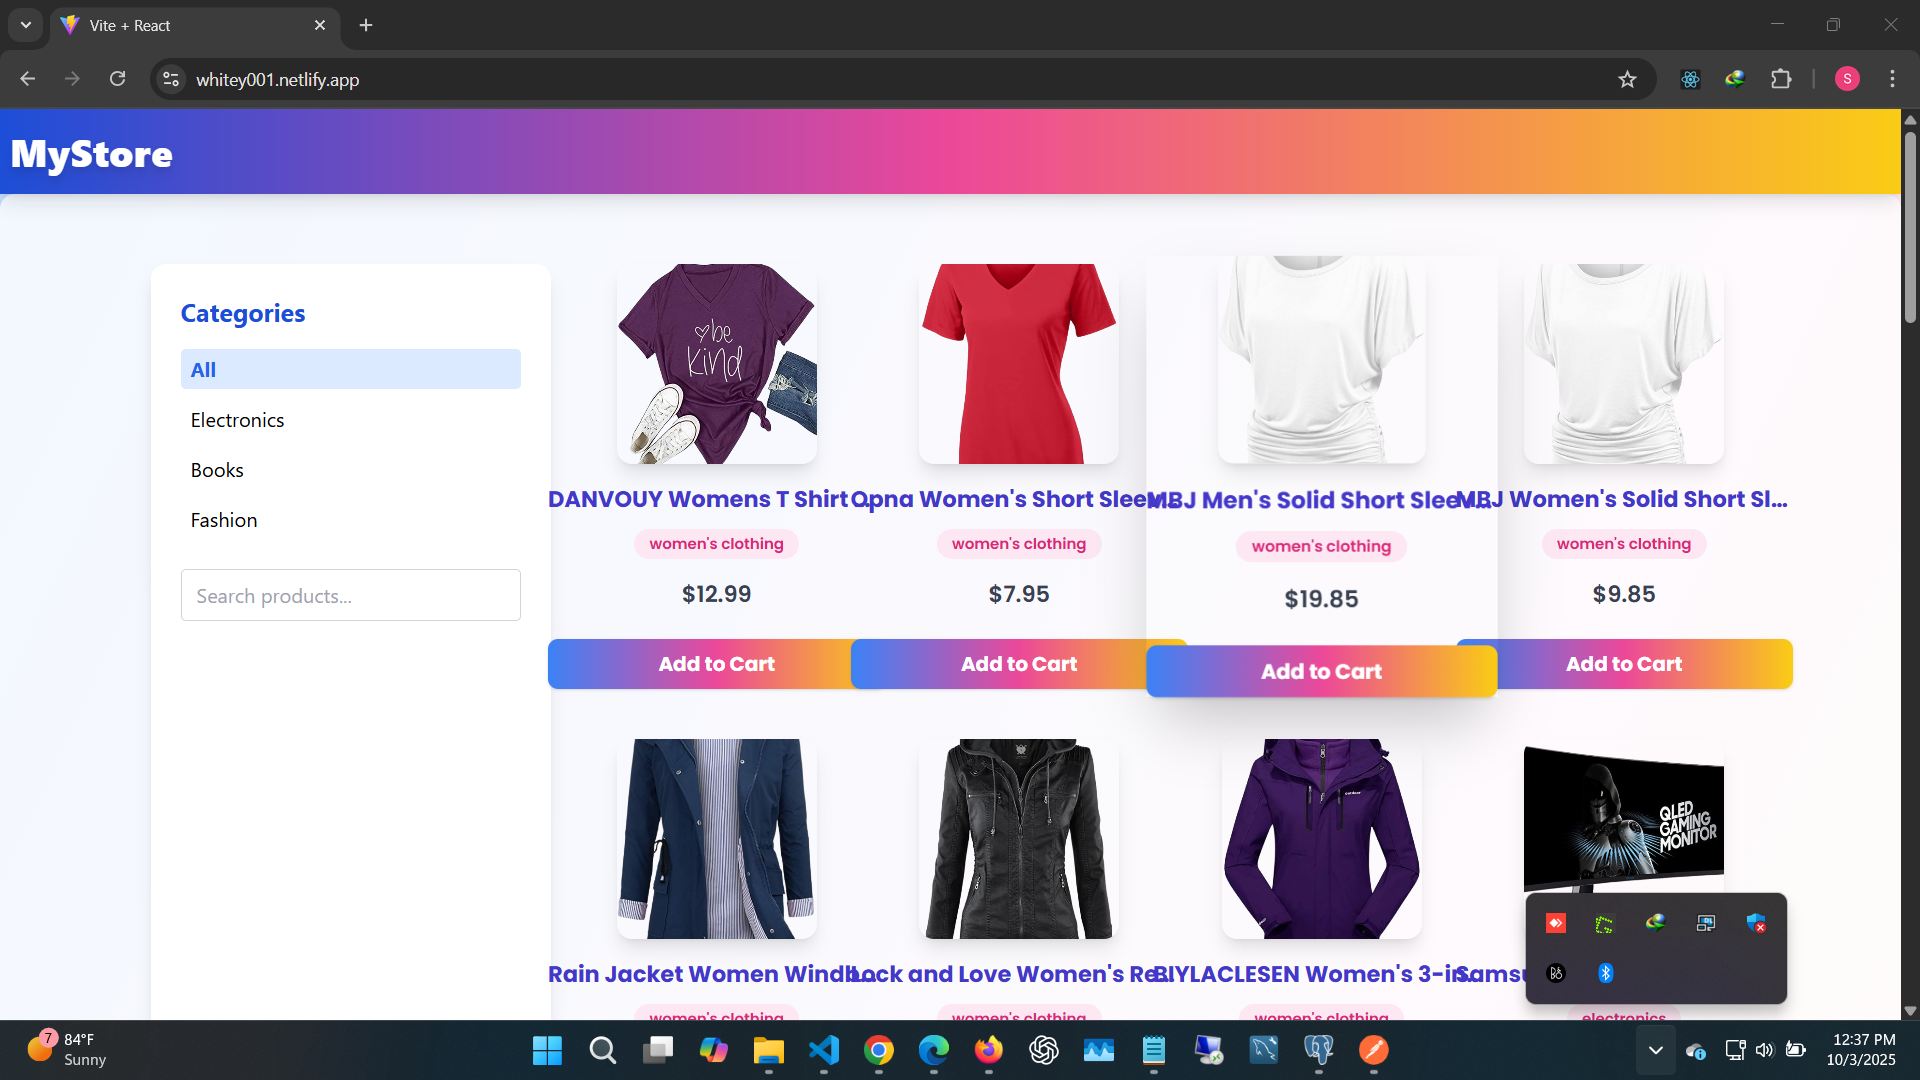 Vite + React
whitey001.netlify.app
S
MyStore
Categories
All
Electronics
Books
Fashion
Search products...
be
kind
DANVOUY Womens T Shirt
Opna Women's Short Sleev...
MBJ Men's Solid Short Sleev...
MBJ Women's Solid Short Sl...
women's clothing
women's clothing
women's clothing
women's clothing
$12.99
$7.95
$19.85
$9.85
Add to Cart
Add to Cart
Add to Cart
Add to Cart
QLED
GAMING
MONITOR
Rain Jacket Women Windb...
Lock and Love Women's Re...
BIYLACLESEN Women's 3-in...
Samsu
women's clothing
women's clothing
women's clothing
electronics
7
84°F
Sunny
12:37 PM
10/3/2025